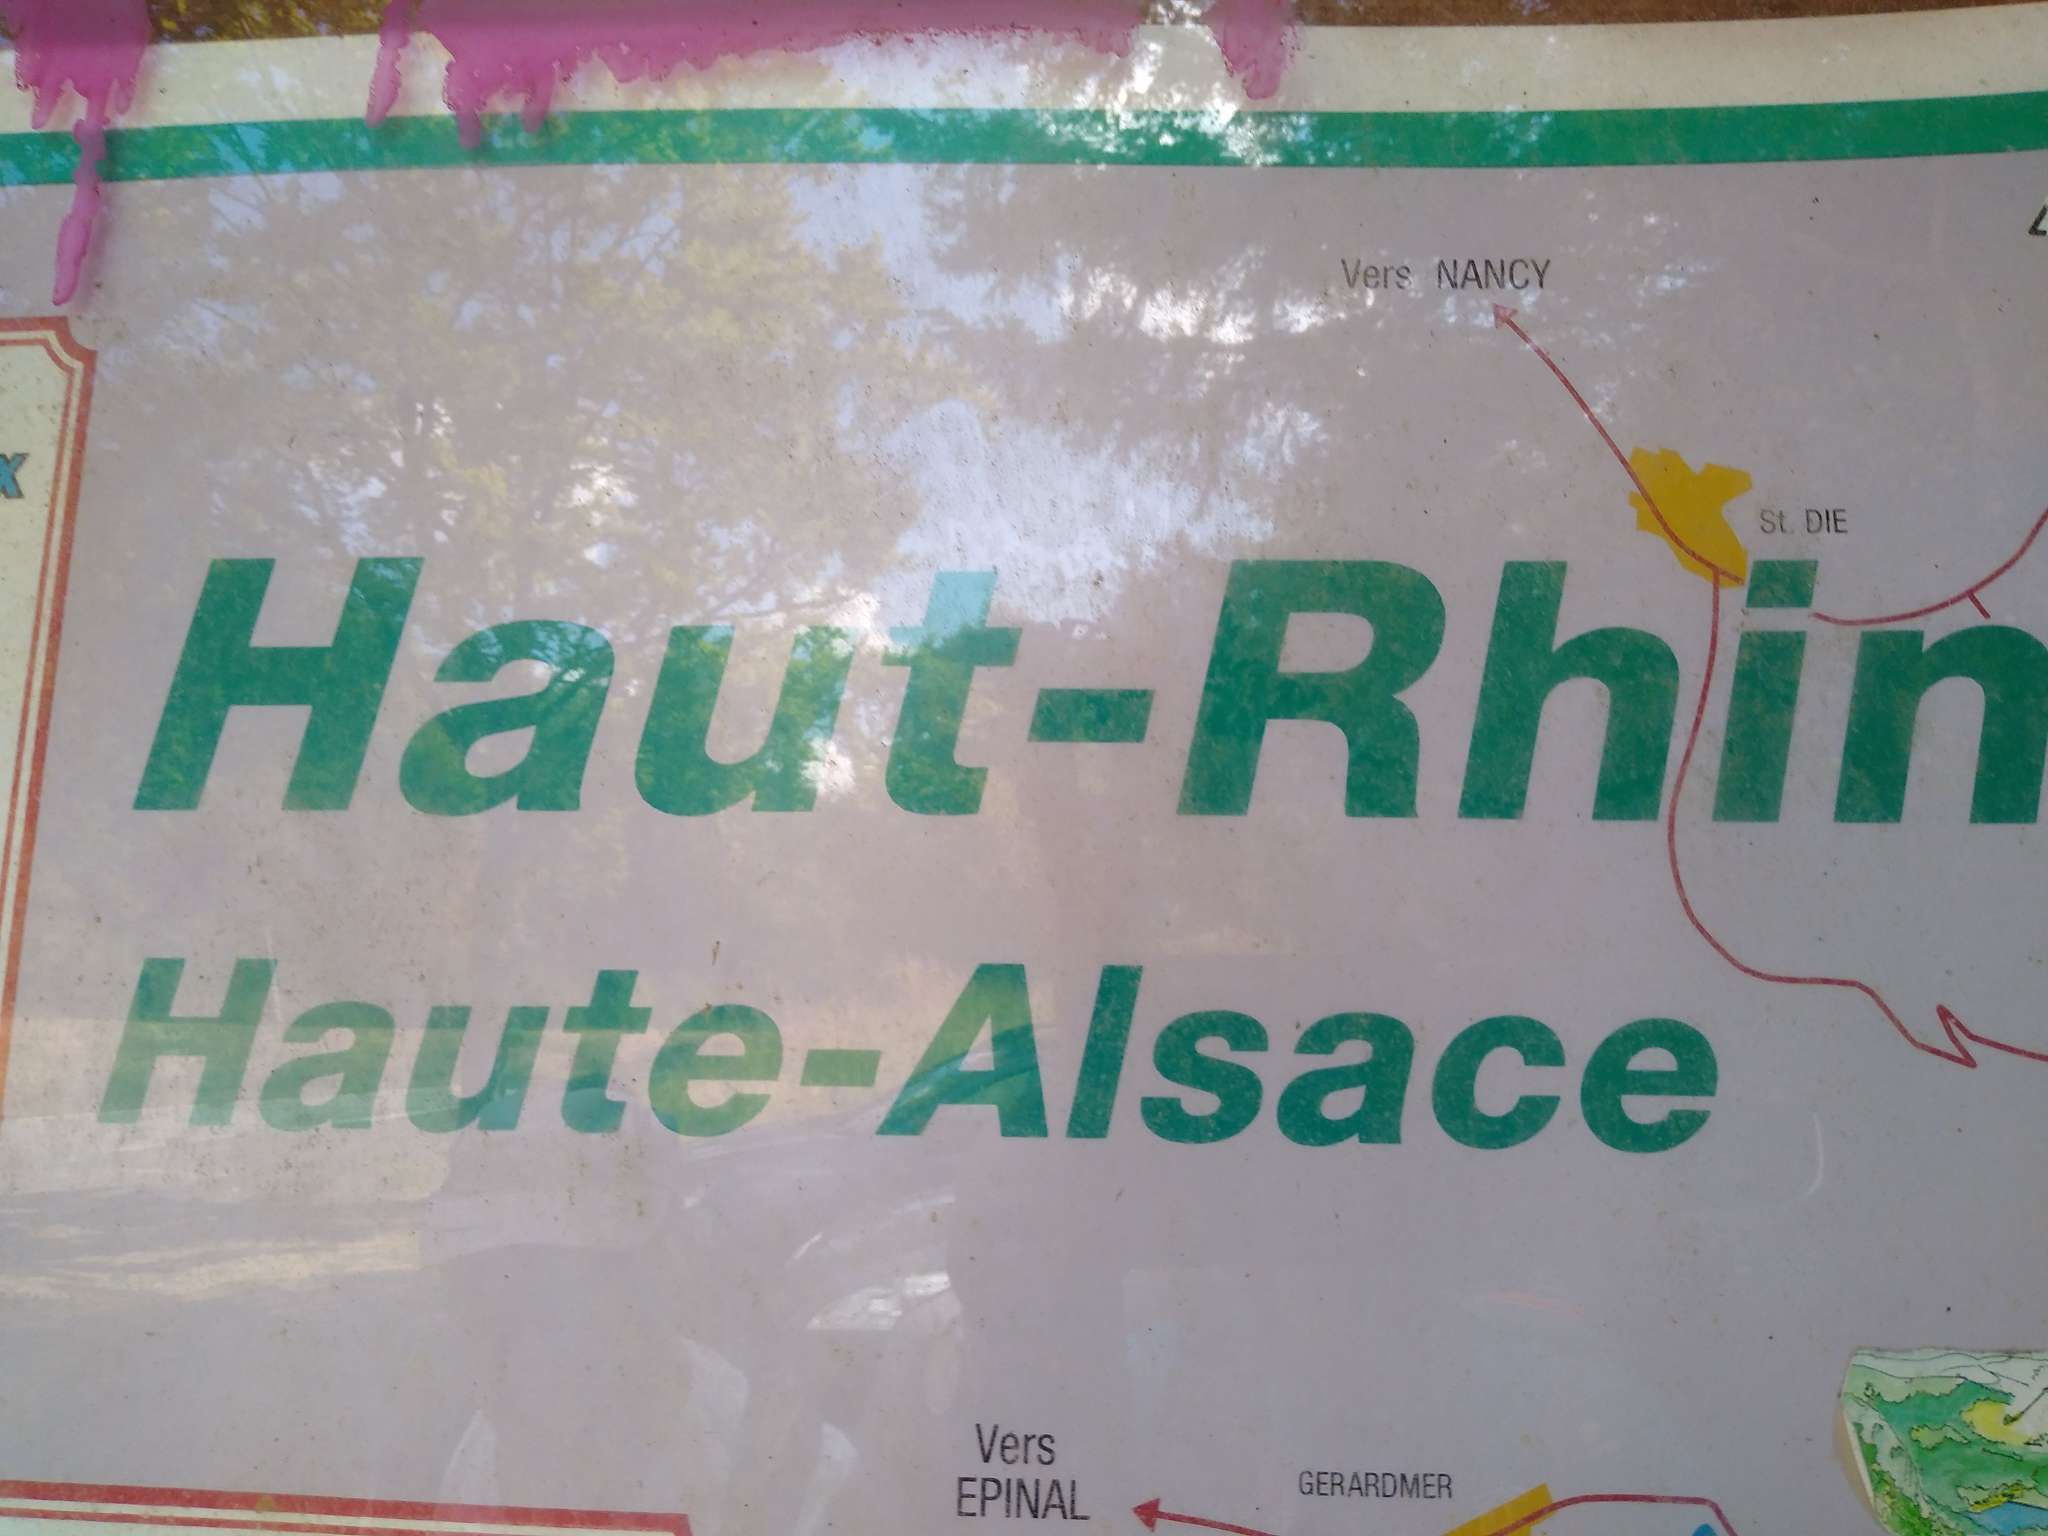 Vers NANCY
St. DIE
Haut-Rhin
Haute-Alsace
Vers
EPINAL
GERARDMER